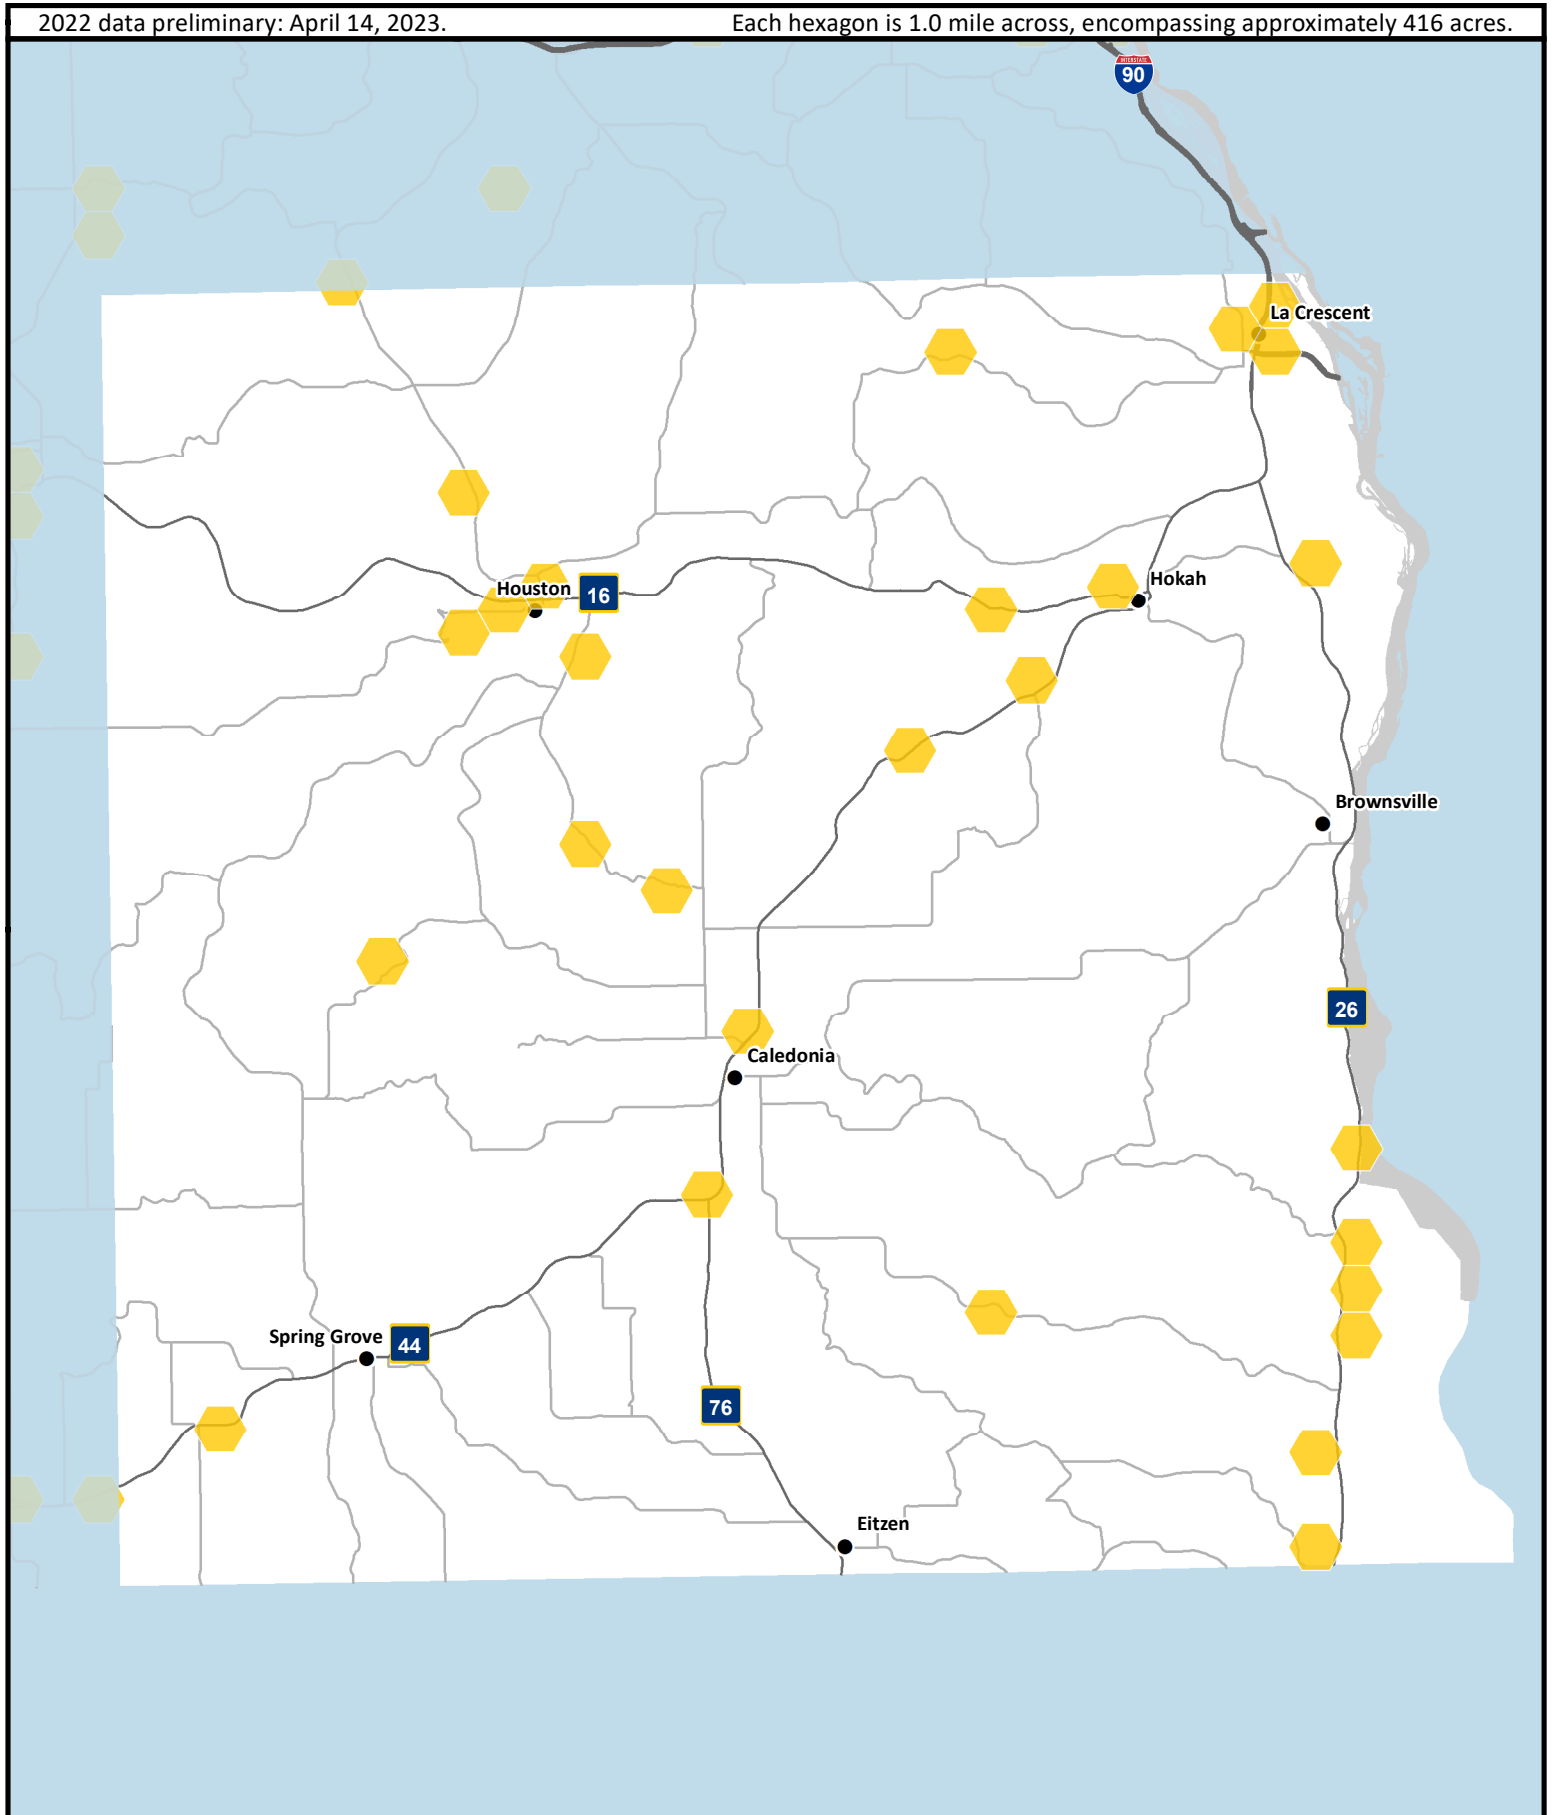 2022 data preliminary: April 14, 2023.
Each hexagon is 1.0 mile across, encompassing approximately 416 acres.
INTERSTATE
90
La Crescent
Houston
16
Hokah
Brownsville
26
Caledonia
Spring Grove
44
76
Eitzen